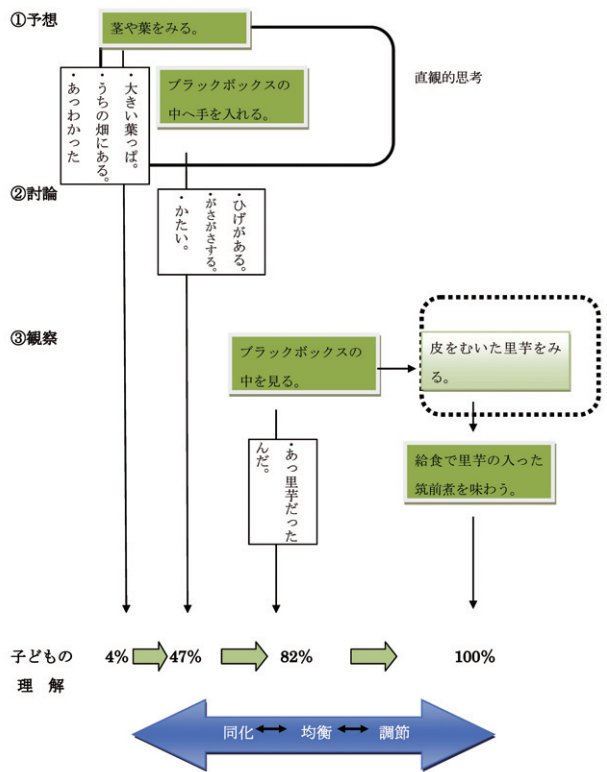 ①予想
茎や葉をみる。
ブラックボックスの
中へ手を入れる。
直観的思考
・大きい葉っぱ。
・うちの畑にある。
・あっわかった
②討論
・ひげがある。
・がさがさする。
・かたい。
③観察
ブラックボックスの
中を見る。
皮をむいた里芋をみ
る。
・あっ里芋だった
んだ。
給食で里芋の入った
筑前煮を味わう。
子どもの
理　解
4%
47%
82%
100%
同化
均衡
調節